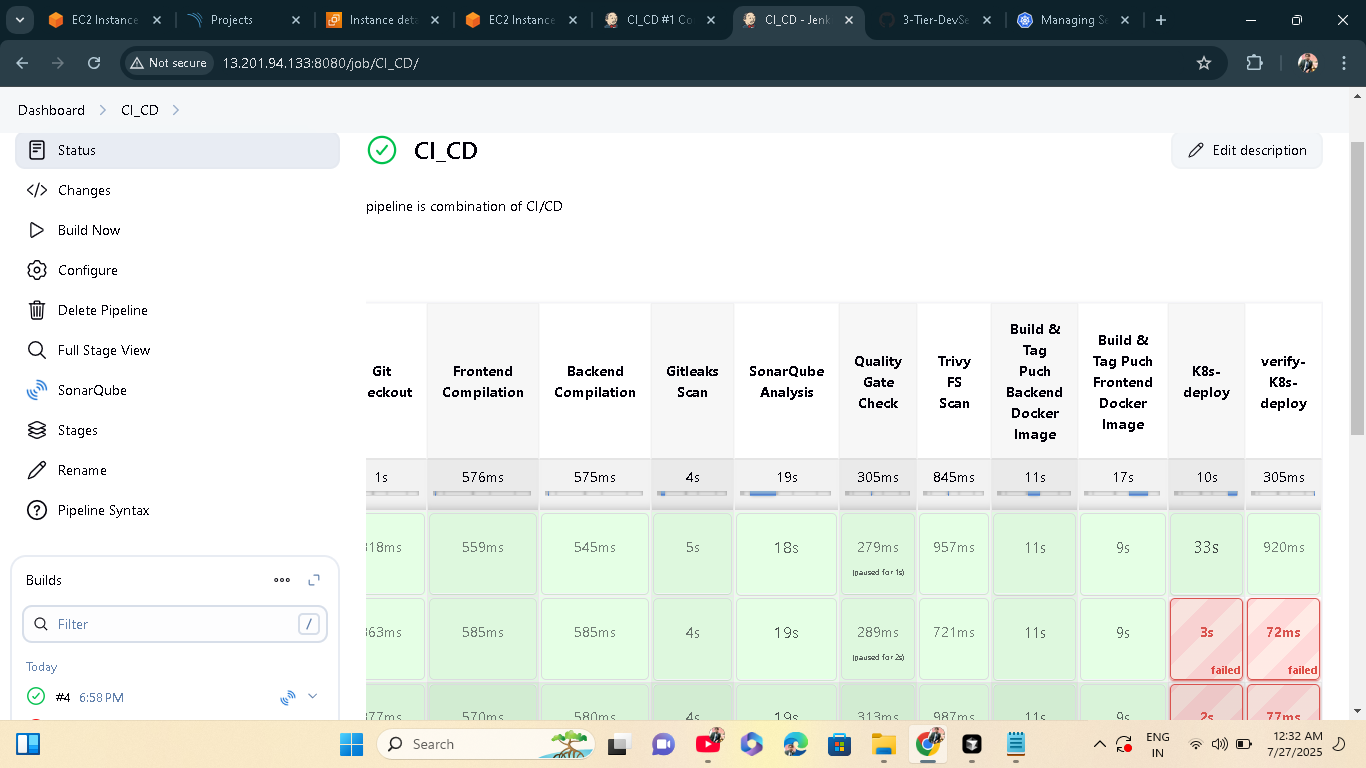 EC2 Instance
Projects
Instance deta
EC2 Instance
CI_CD #1 Co
CI_CD - Jenk
3-Tier-DevSe
Managing Se
Not secure
13.201.94.133:8080/job/CI_CD/
Dashboard
CI_CD
Status
Changes
Build Now
Configure
Delete Pipeline
Full Stage View
SonarQube
Stages
Rename
Pipeline Syntax
Builds
Filter
/
Today
#4 6:58 PM
CI_CD
Edit description
pipeline is combination of CI/CD
Git
eckout
Frontend
Compilation
Backend
Compilation
Gitleaks
Scan
SonarQube
Analysis
Quality
Gate
Check
Trivy
FS
Scan
Build &
Tag
Puch
Backend
Docker
Image
Build &
Tag Puch
Frontend
Docker
Image
K8s-
deploy
verify-
K8s-
deploy
1s 576ms 575ms 4s 19s 305ms 845ms 11s 17s 10s 305ms
318ms 559ms 545ms 5s 18s 279ms 957ms 11s 9s 33s 920ms
(paused for 1s)
363ms 585ms 585ms 4s 19s 289ms 721ms 11s 9s 3s 72ms
(paused for 2s)
failed failed
377ms 570ms 580ms 4s 19s 313ms 987ms 11s 9s 2s 77ms
Search
ENG
IN
12:32 AM
7/27/2025